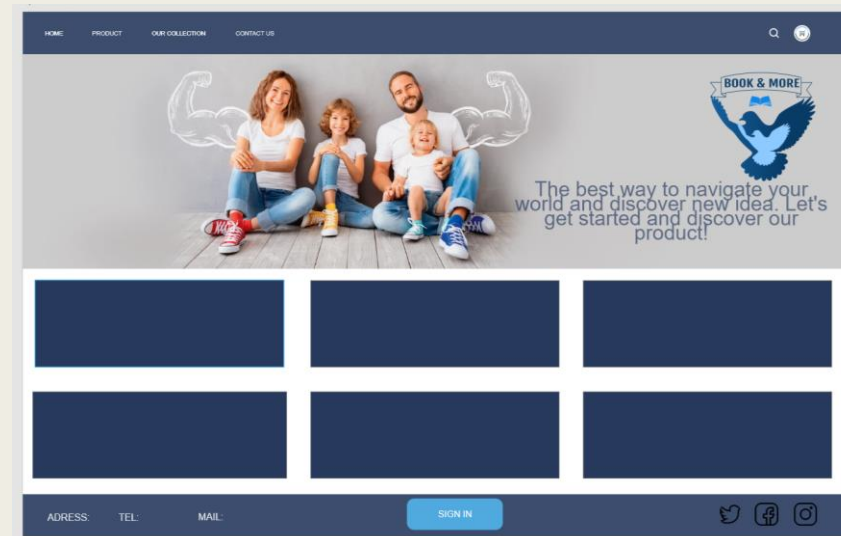 HOME PRODUCT OUR COLLECTION CONTACT US
BOOK & MORE
The best way to navigate your
world and discover new idea. Let's
get started and discover our
product!
ADRESS: TEL: MAIL: SIGN IN